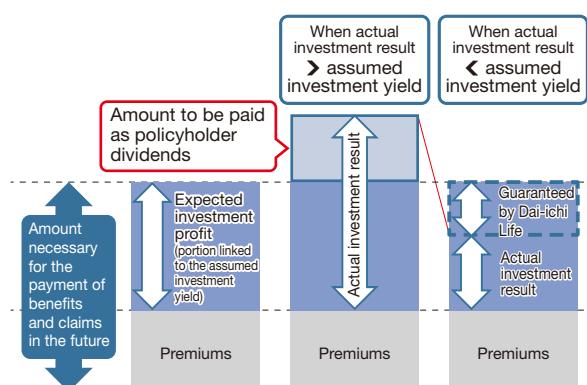 When actual
investment result
> assumed
investment yield
When actual
investment result
< assumed
investment yield
Amount to be paid
as policyholder
dividends
Amount
necessary
for the
payment of
benefits
and claims
in the future
Expected
investment
profit
(portion linked
to the assumed
investment
yield)
Actual investment result
Guaranteed
by Dai-ichi
Life
Actual
investment
result
Premiums
Premiums
Premiums